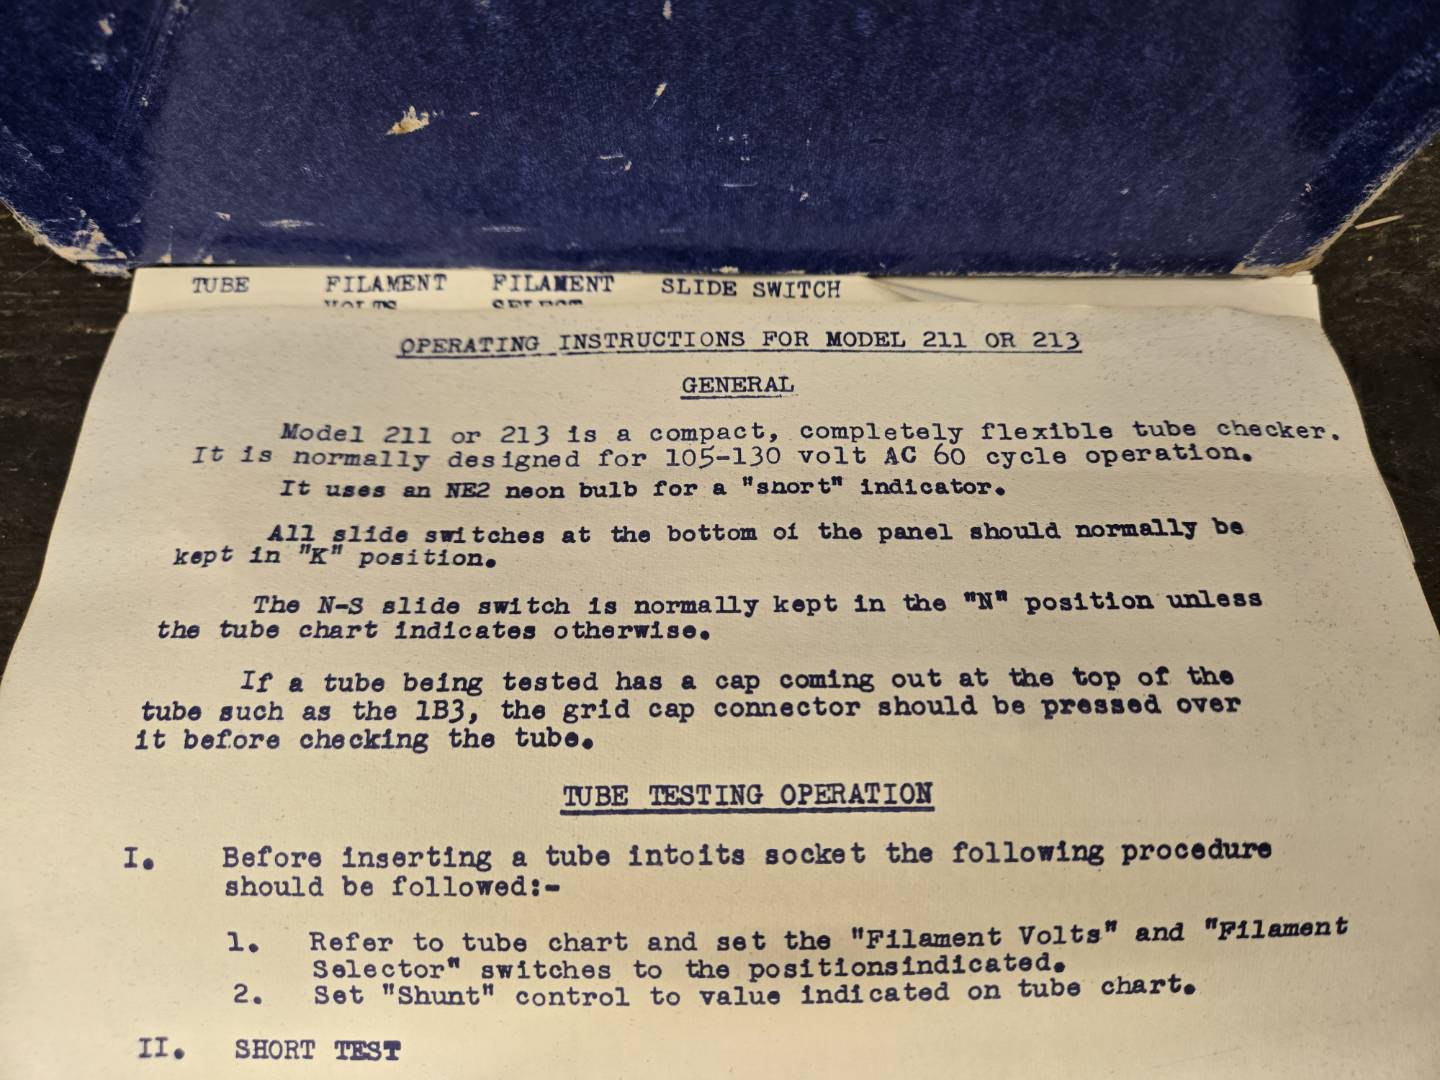 TUBE FILAMENT FILAMENT SLIDE SWITCH
VOLTS SELECT
OPERATING INSTRUCTIONS FOR MODEL 211 OR 213
GENERAL
Model 211 or 213 is a compact, completely flexible tube checker.
It is normally designed for 105-130 volt AC 60 cycle operation.
It uses an NE2 neon bulb for a "short" indicator.
All slide switches at the bottom of the panel should normally be
kept in "K" position.
The N-S slide switch is normally kept in the "N" position unless
the tube chart indicates otherwise.
If a tube being tested has a cap coming out at the top of the
tube such as the 1B3, the grid cap connector should be pressed over
it before checking the tube.
TUBE TESTING OPERATION
I. Before inserting a tube intoits socket the following procedure
should be followed:-
1. Refer to tube chart and set the "Filament Volts" and "Filament
Selector" switches to the positionsindicated.
2. Set "Shunt" control to value indicated on tube chart.
II. SHORT TEST